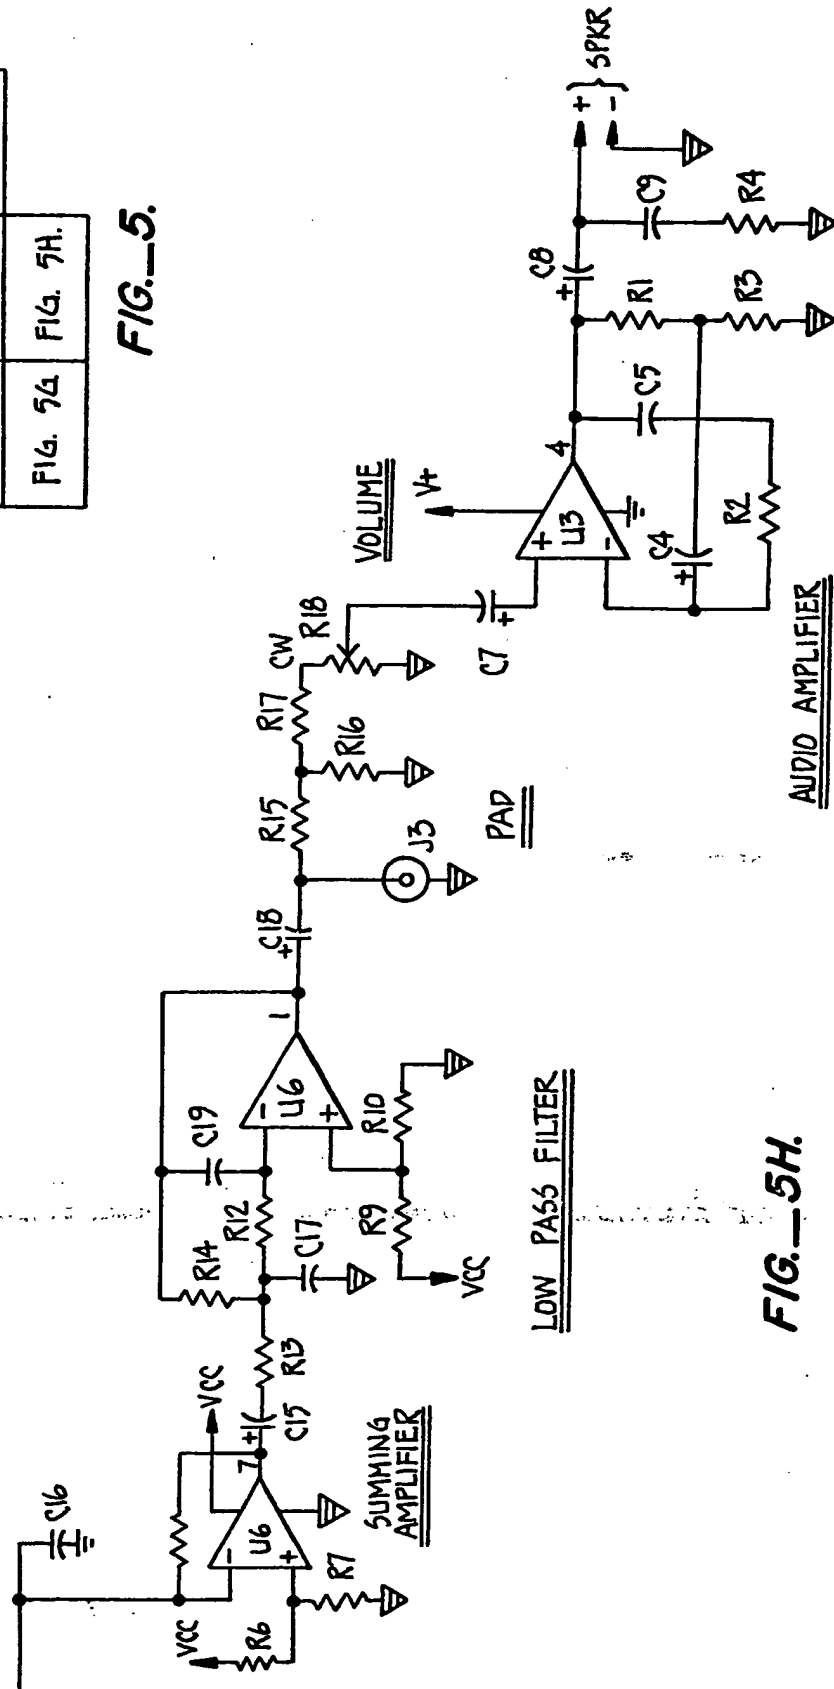 FIG. 5G
FIG. 5H.
FIG._5.
C16
VCC
R6
R7
-
U6
+
7
VCC
SUMMING
AMPLIFIER
+
C15
R13
R14
R12
C17
C19
-
U6
+
1
R9
R10
VCC
LOW PASS FILTER
+
C18
J3
PAD
R15
R16
R17
CW
R18
VOLUME
C7
+
V+
+
U3
-
4
C4
+
R2
C5
R1
R3
+
C8
C9
R4
+
-
SPKR
AUDIO AMPLIFIER
FIG._5H.